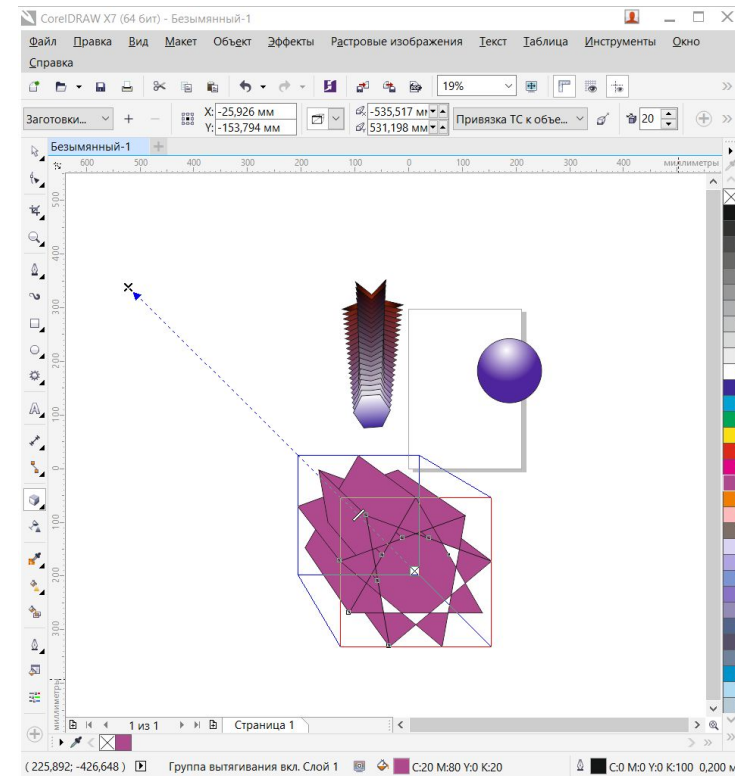 CorelDRAW X7 (64 бит) - Безымянный-1
Файл Правка Вид Макет Объект Эффекты Растровые изображения Текст Таблица Инструменты Окно
Справка
19%
Заготовки... X: -25,926 мм -535,517 мм Привязка ТС к объе... 20
Y: -153,794 мм 531,198 мм
Безымянный-1
600 500 400 300 200 100 0 100 200 300 400 миллиметры
500
400
300
200
100
0
100
200
300
миллиметры
1 из 1 Страница 1
( 225,892; -426,648 ) Группа вытягивания вкл. Слой 1 C:20 M:80 Y:0 K:20 C:0 M:0 Y:0 K:100 0,200 м